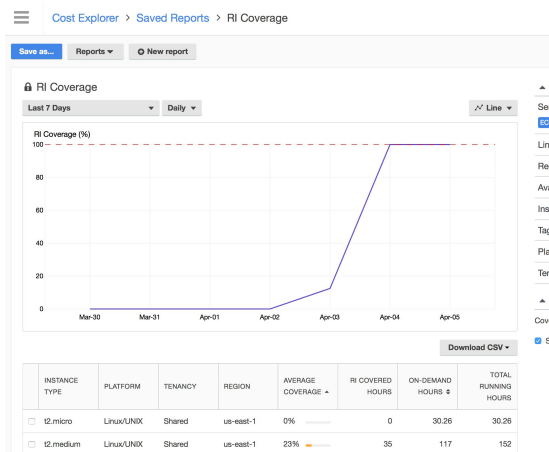 Cost Explorer > Saved Reports > RI Coverage
Save as... Reports New report
RI Coverage
Last 7 Days Daily Line
RI Coverage (%)
100
80
60
40
20
0
Mar-30 Mar-31 Apr-01 Apr-02 Apr-03 Apr-04 Apr-05
Download CSV
INSTANCE TYPE PLATFORM TENANCY REGION AVERAGE COVERAGE RI COVERED HOURS ON-DEMAND HOURS TOTAL RUNNING HOURS
t2.micro Linux/UNIX Shared us-east-1 0% 0 30.26 30.26
t2.medium Linux/UNIX Shared us-east-1 23% 35 117 152